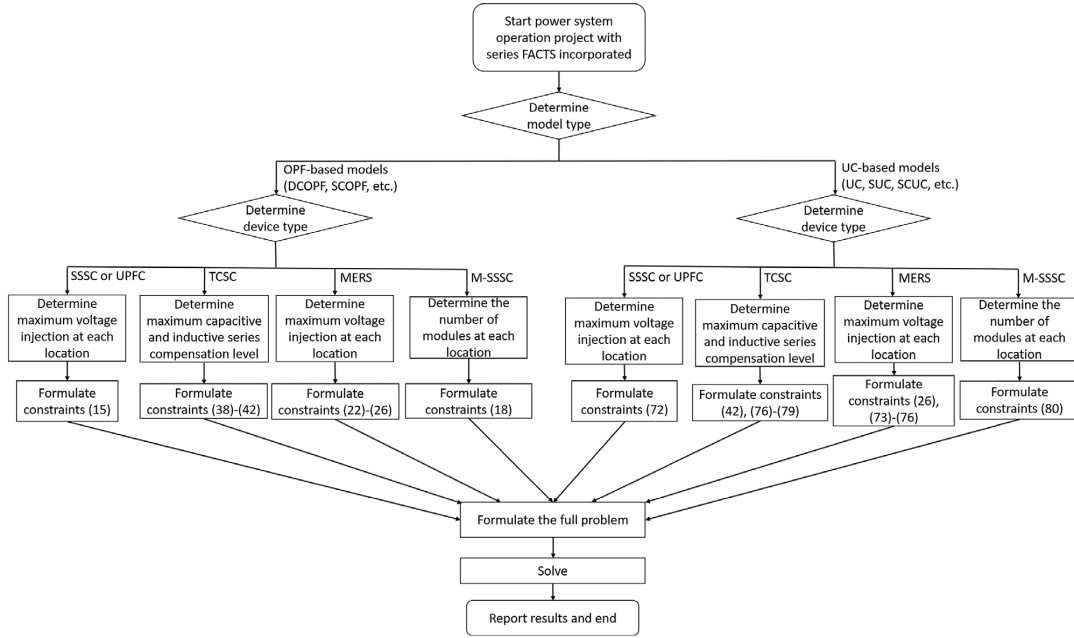 Start power system
operation project with
series FACTS incorporated
Determine
model type
OPF-based models
(DCOPF, SCOPF, etc.)
Determine
device type
SSSC or UPFC
TCSC
MERS
M-SSSC
Determine
maximum voltage
injection at each
location
Determine
maximum capacitive
and inductive series
compensation level
Determine
maximum voltage
injection at each
location
Determine the
number of
modules at each
location
Formulate
constraints (15)
Formulate
constraints (38)-(42)
Formulate
constraints (22)-(26)
Formulate
constraints (18)
UC-based models
(UC, SUC, SCUC, etc.)
Determine
device type
SSSC or UPFC
TCSC
MERS
M-SSSC
Determine
maximum voltage
injection at each
location
Determine
maximum capacitive
and inductive series
compensation level
Determine
maximum voltage
injection at each
location
Determine the
number of
modules at each
location
Formulate
constraints (72)
Formulate constraints
(42), (76)-(79)
Formulate
constraints (26),
(73)-(76)
Formulate
constraints (80)
Formulate the full problem
Solve
Report results and end